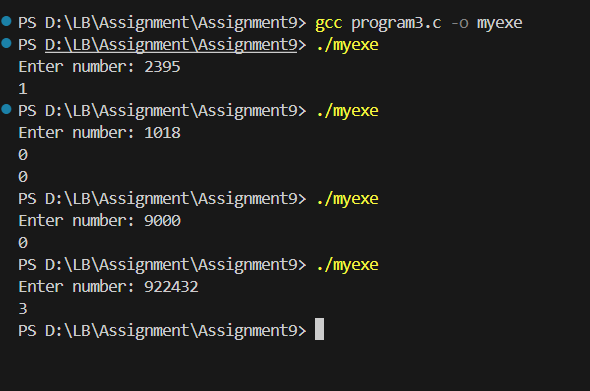 PS D:\LB\Assignment\Assignment9> gcc program3.c -o myexe
PS D:\LB\Assignment\Assignment9> ./myexe
Enter number: 2395
1
PS D:\LB\Assignment\Assignment9> ./myexe
Enter number: 1018
0
0
PS D:\LB\Assignment\Assignment9> ./myexe
Enter number: 9000
0
PS D:\LB\Assignment\Assignment9> ./myexe
Enter number: 922432
3
PS D:\LB\Assignment\Assignment9>